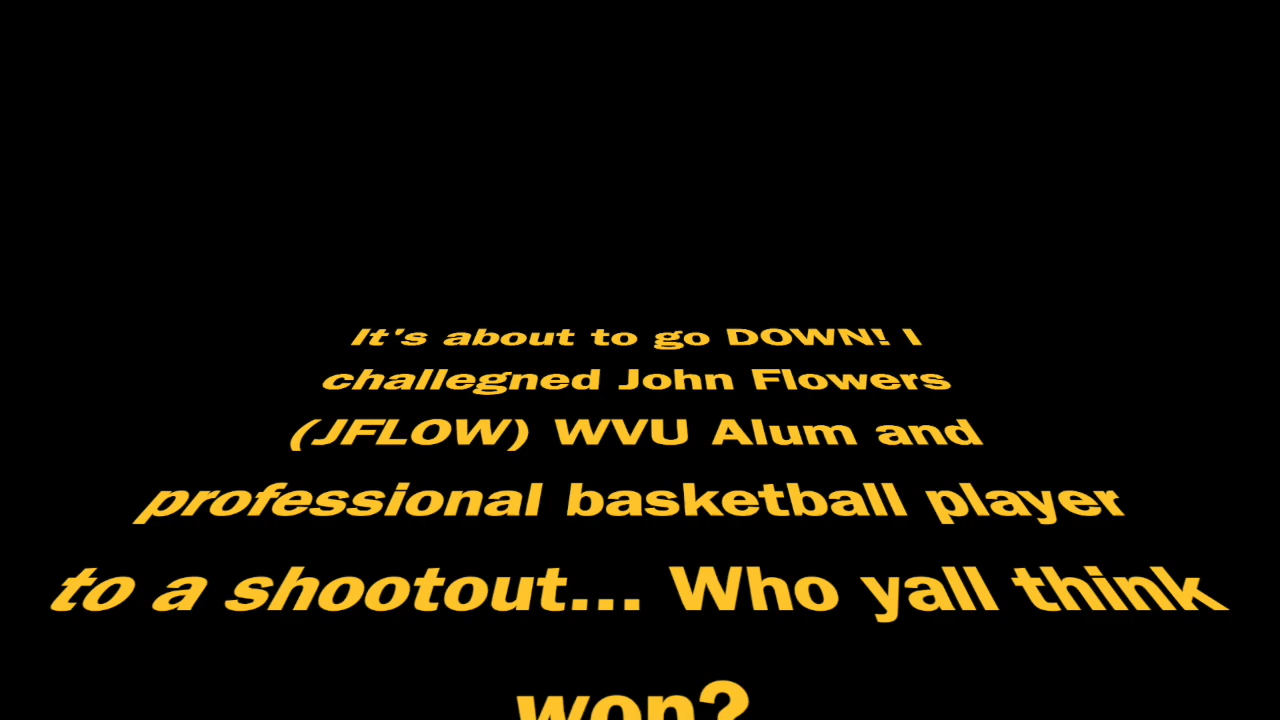 It's about to go DOWN! I
challegned John Flowers
(JFLOW) WVU Alum and
professional basketball player
to a shootout... Who yall think
won?